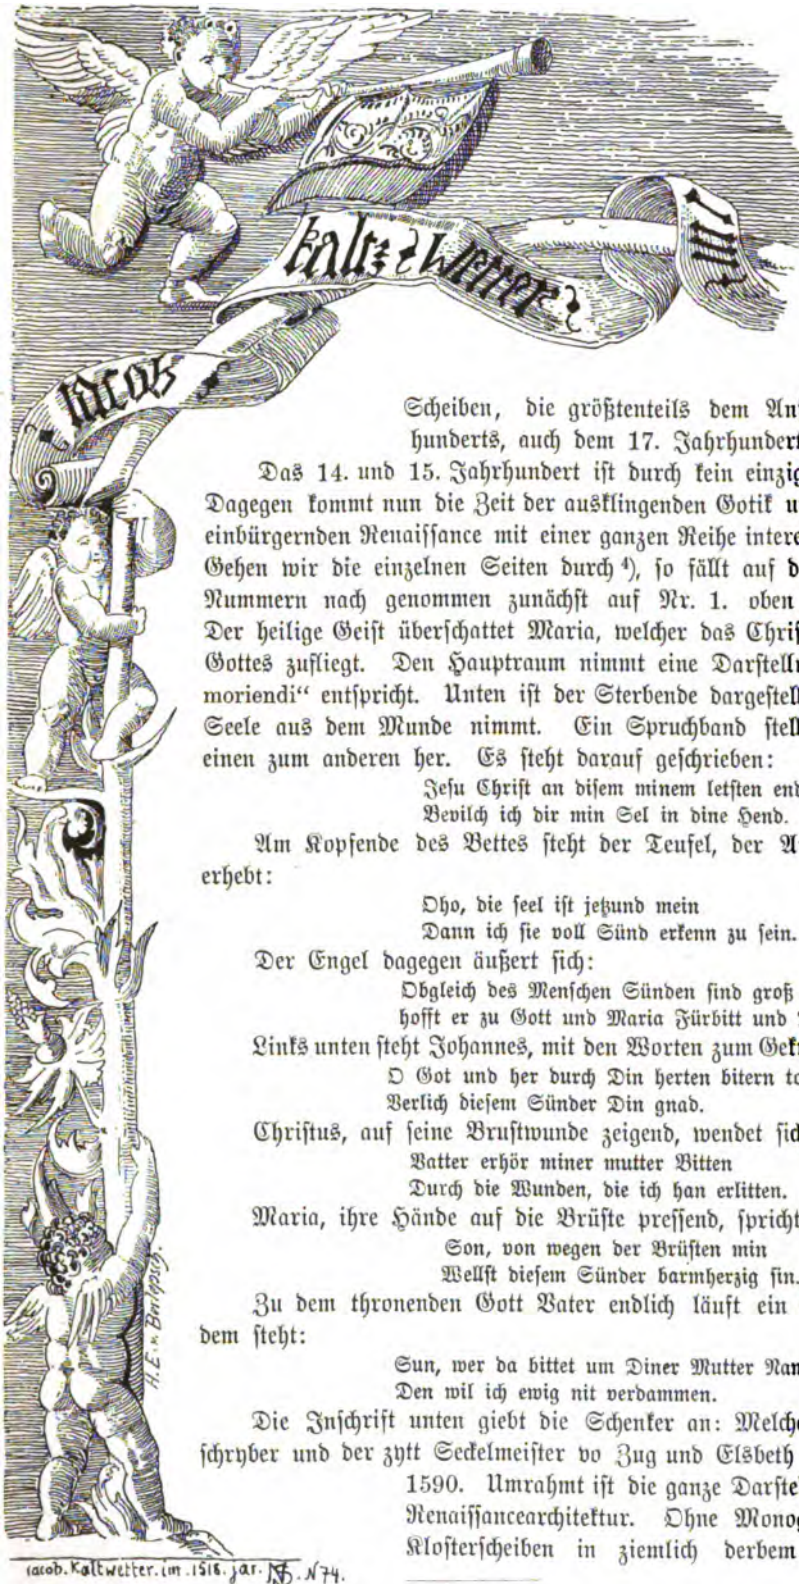 kaltz wetter
Jacob
Scheiben, die größtenteils dem An
hunderts, auch dem 17. Jahrhundert
Das 14. und 15. Jahrhundert ist durch kein einzig
Dagegen kommt nun die Zeit der ausklingenden Gotik u
einbürgernden Renaissance mit einer ganzen Reihe intere
Gehen wir die einzelnen Seiten durch ⁴), so fällt auf d
Nummern nach genommen zunächst auf Nr. 1. oben
Der heilige Geist überschattet Maria, welcher das Chris
Gottes zufliegt. Den Hauptraum nimmt eine Darstellu
moriendi“ entspricht. Unten ist der Sterbende dargestell
Seele aus dem Munde nimmt. Ein Spruchband stell
einen zum anderen her. Es steht darauf geschrieben:
Jesu Christ an disem minem letsten end
Bevilch ich dir min Sel in dine Hend.
Am Kopfende des Bettes steht der Teufel, der A
erhebt:
Oho, die seel ist jetzund mein
Dann ich sie voll Sünd erkenn zu sein.
Der Engel dagegen äußert sich:
Obgleich des Menschen Sünden sind groß
hofft er zu Gott und Maria Fürbitt und
Links unten steht Johannes, mit den Worten zum Gek
O Got und her durch Din herten bitern to
Verlich diesem Sünder Din gnad.
Christus, auf seine Brustwunde zeigend, wendet sich
Vatter erhör miner mutter Bitten
Durch die Wunden, die ich han erlitten.
Maria, ihre Hände auf die Brüste pressend, spricht
Son, von wegen der Brüsten min
Wellst diesem Sünder barmherzig sin.
Zu dem thronenden Gott Vater endlich läuft ein
dem steht:
Sun, wer da bittet um Diner Mutter Nam
Den wil ich ewig nit verdammen.
Die Inschrift unten giebt die Schenker an: Melch
schryber und der zytt Seckelmeister vo Zug und Elsbeth
1590. Umrahmt ist die ganze Darste
Renaissancearchitektur. Ohne Monog
Klosterscheiben in ziemlich derbem
H. E. v. Berlepsch.
iacob. Kaltwetter. im. 1518. jar. N 74.